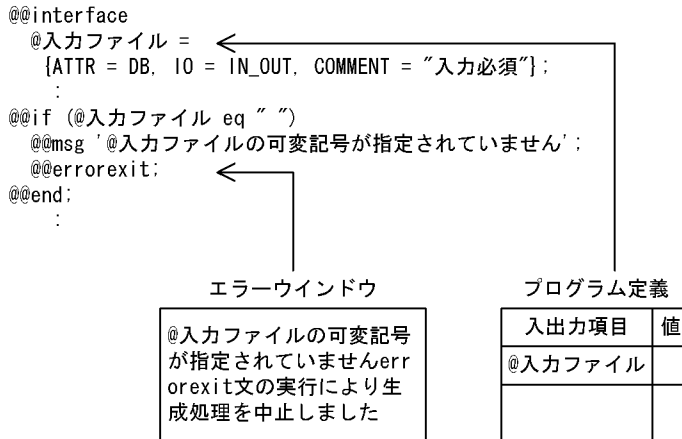 @@interface
@入力ファイル =
{ATTR = DB, IO = IN_OUT, COMMENT = "入力必須"};
:
@@if (@入力ファイル eq " ")
@@msg '@入力ファイルの可変記号が指定されていません';
@@errorexit;
@@end;
:
エラーウインドウ
@入力ファイルの可変記号
が指定されていませんerr
orexit文の実行により生
成処理を中止しました
プログラム定義
入出力項目 値
@入力ファイル